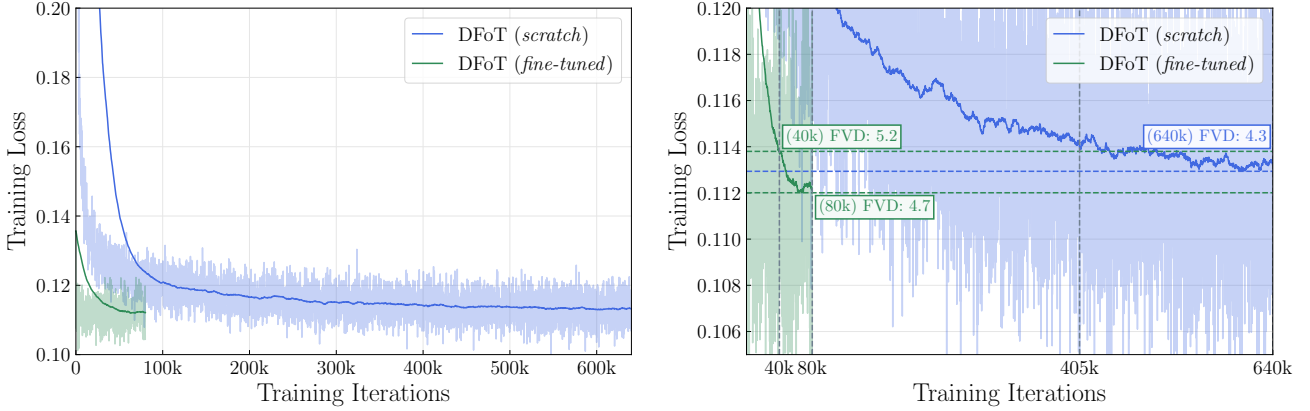 0.20
0.18
0.16
0.14
0.12
0.10
Training Loss
DFoT (scratch)
DFoT (fine-tuned)
0 100k 200k 300k 400k 500k 600k
Training Iterations
0.120
0.118
0.116
0.114
0.112
0.110
0.108
0.106
Training Loss
DFoT (scratch)
DFoT (fine-tuned)
(40k) FVD: 5.2
(640k) FVD: 4.3
(80k) FVD: 4.7
40k 80k 405k 640k
Training Iterations